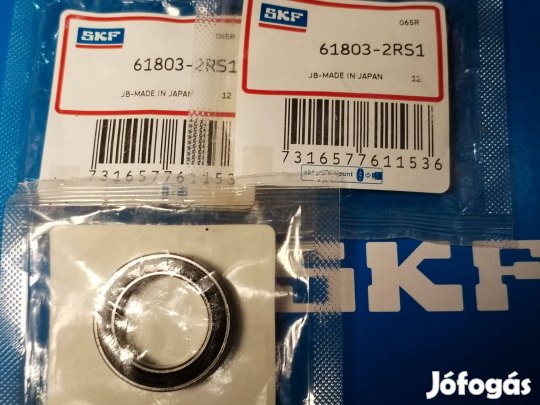 SKF
065R
61803-2RS1
JB-MADE IN JAPAN 12
7316577611536
SKF
065R
61803-2RS1
JB-MADE IN JAPAN 12
7316577611536
SKF
Jófogás